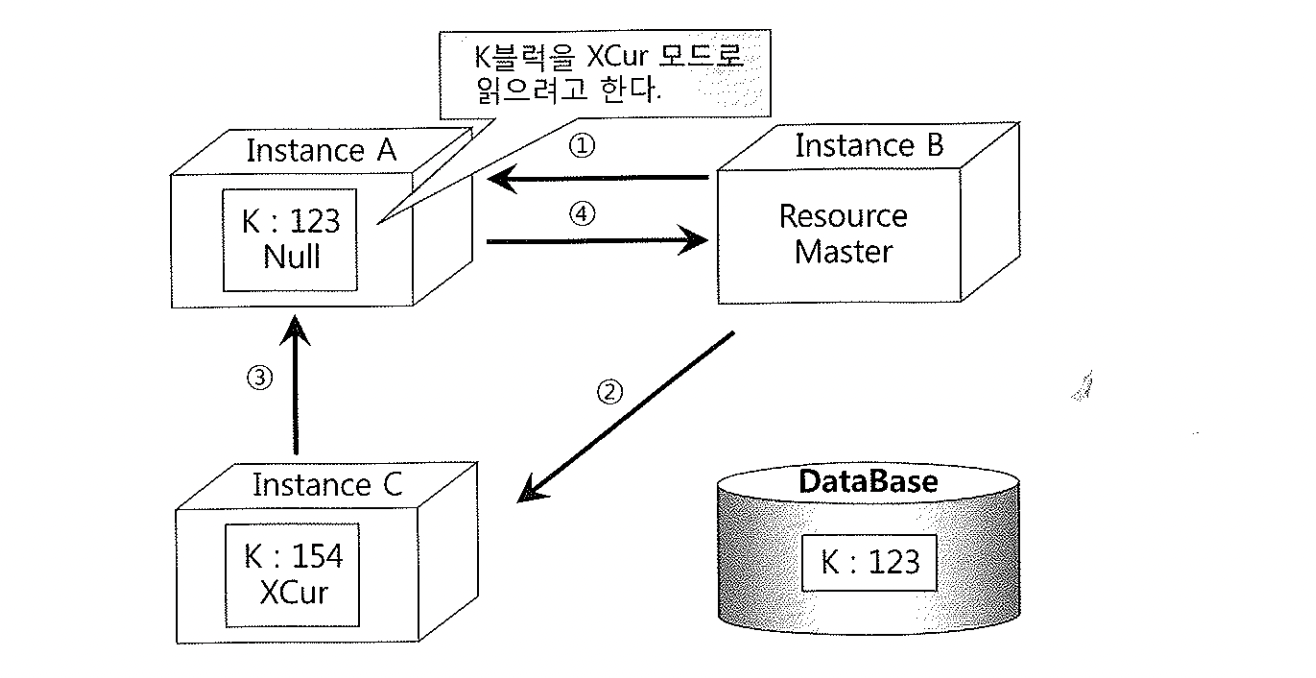 K블럭을 XCur 모드로
읽으려고 한다.
Instance A
K : 123
Null
①
④
Instance B
Resource
Master
③
②
Instance C
K : 154
XCur
DataBase
K : 123